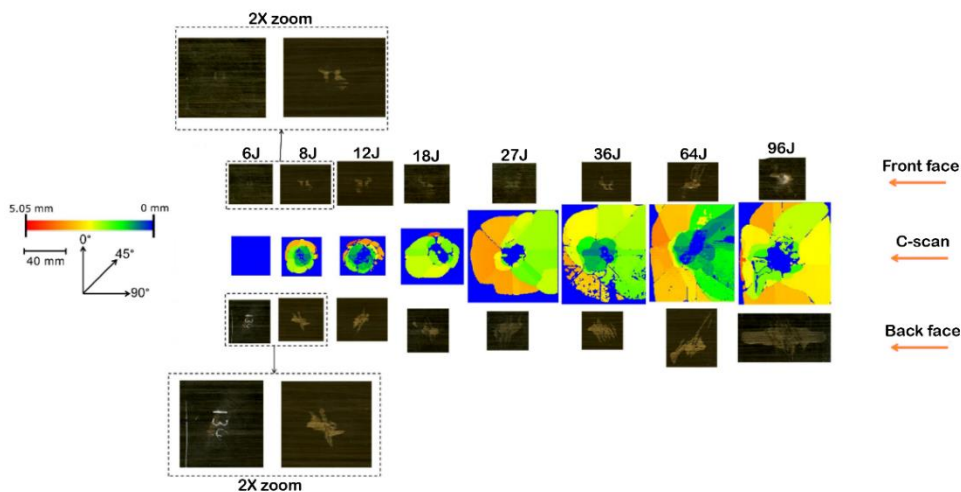 2X zoom
6J 8J 12J 18J 27J 36J 64J 96J
Front face
5.05 mm 0 mm
40 mm
0°
45°
90°
C-scan
Back face
2X zoom